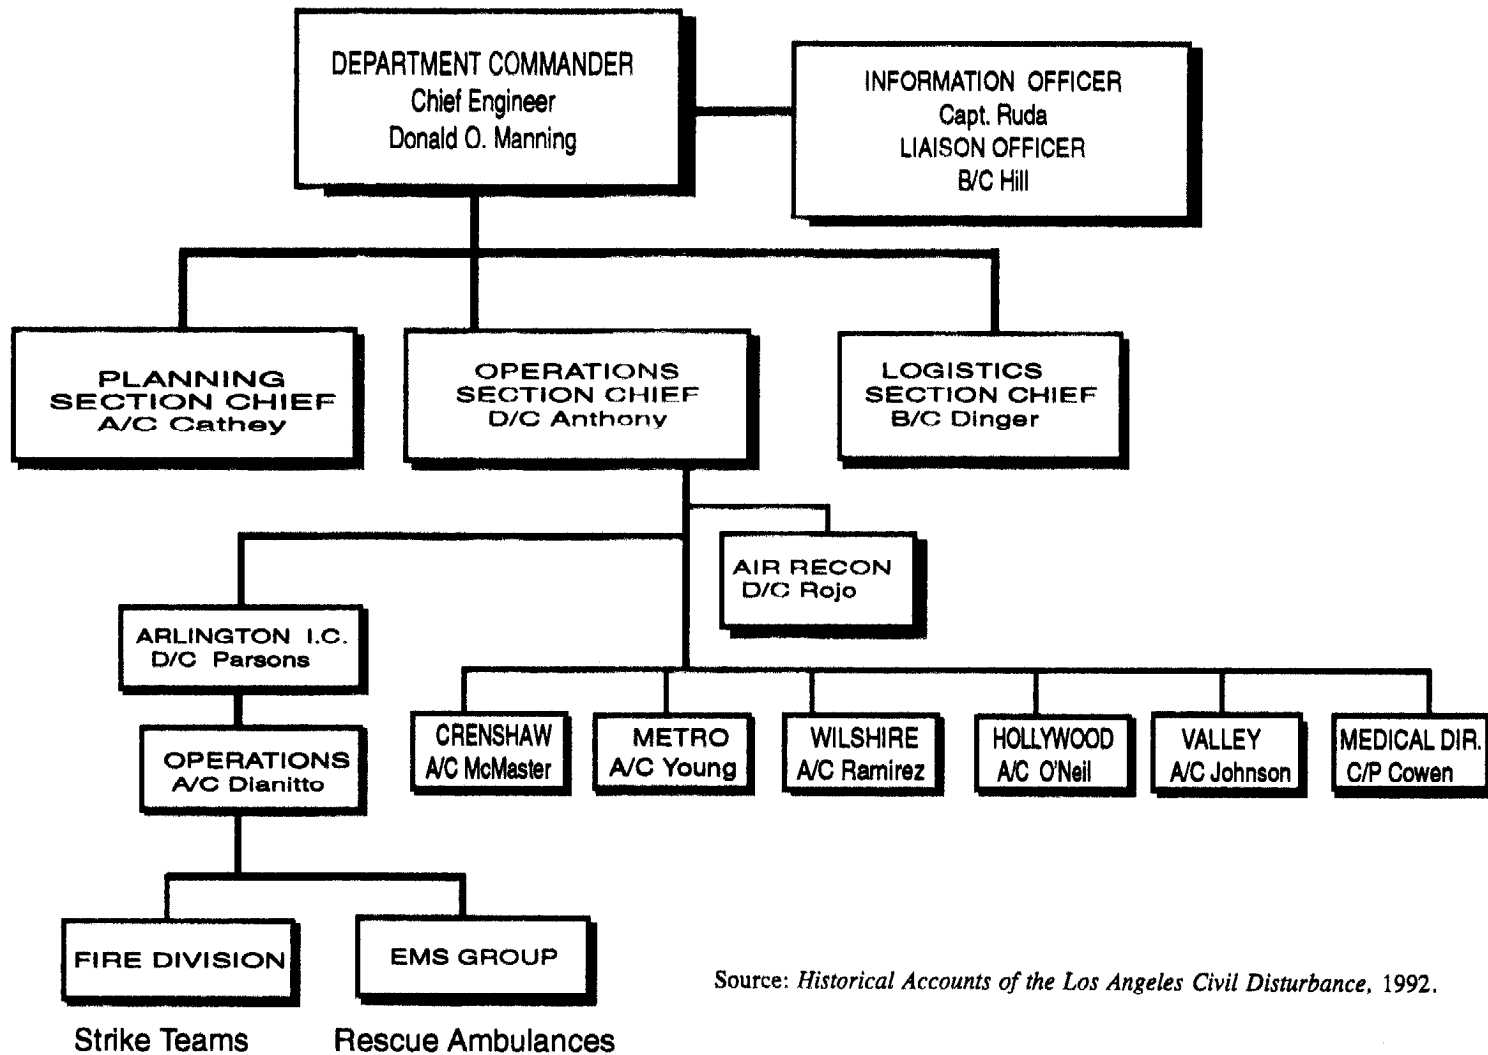 DEPARTMENT COMMANDER
Chief Engineer
Donald O. Manning
INFORMATION OFFICER
Capt. Ruda
LIAISON OFFICER
B/C Hill
PLANNING
SECTION CHIEF
A/C Cathey
OPERATIONS
SECTION CHIEF
D/C Anthony
LOGISTICS
SECTION CHIEF
B/C Dinger
AIR RECON
D/C Rojo
ARLINGTON I.C.
D/C Parsons
OPERATIONS
A/C Dianitto
CRENSHAW
A/C McMaster
METRO
A/C Young
WILSHIRE
A/C Ramirez
HOLLYWOOD
A/C O'Neil
VALLEY
A/C Johnson
MEDICAL DIR.
C/P Cowen
FIRE DIVISION
EMS GROUP
Strike Teams
Rescue Ambulances
Source: Historical Accounts of the Los Angeles Civil Disturbance, 1992.